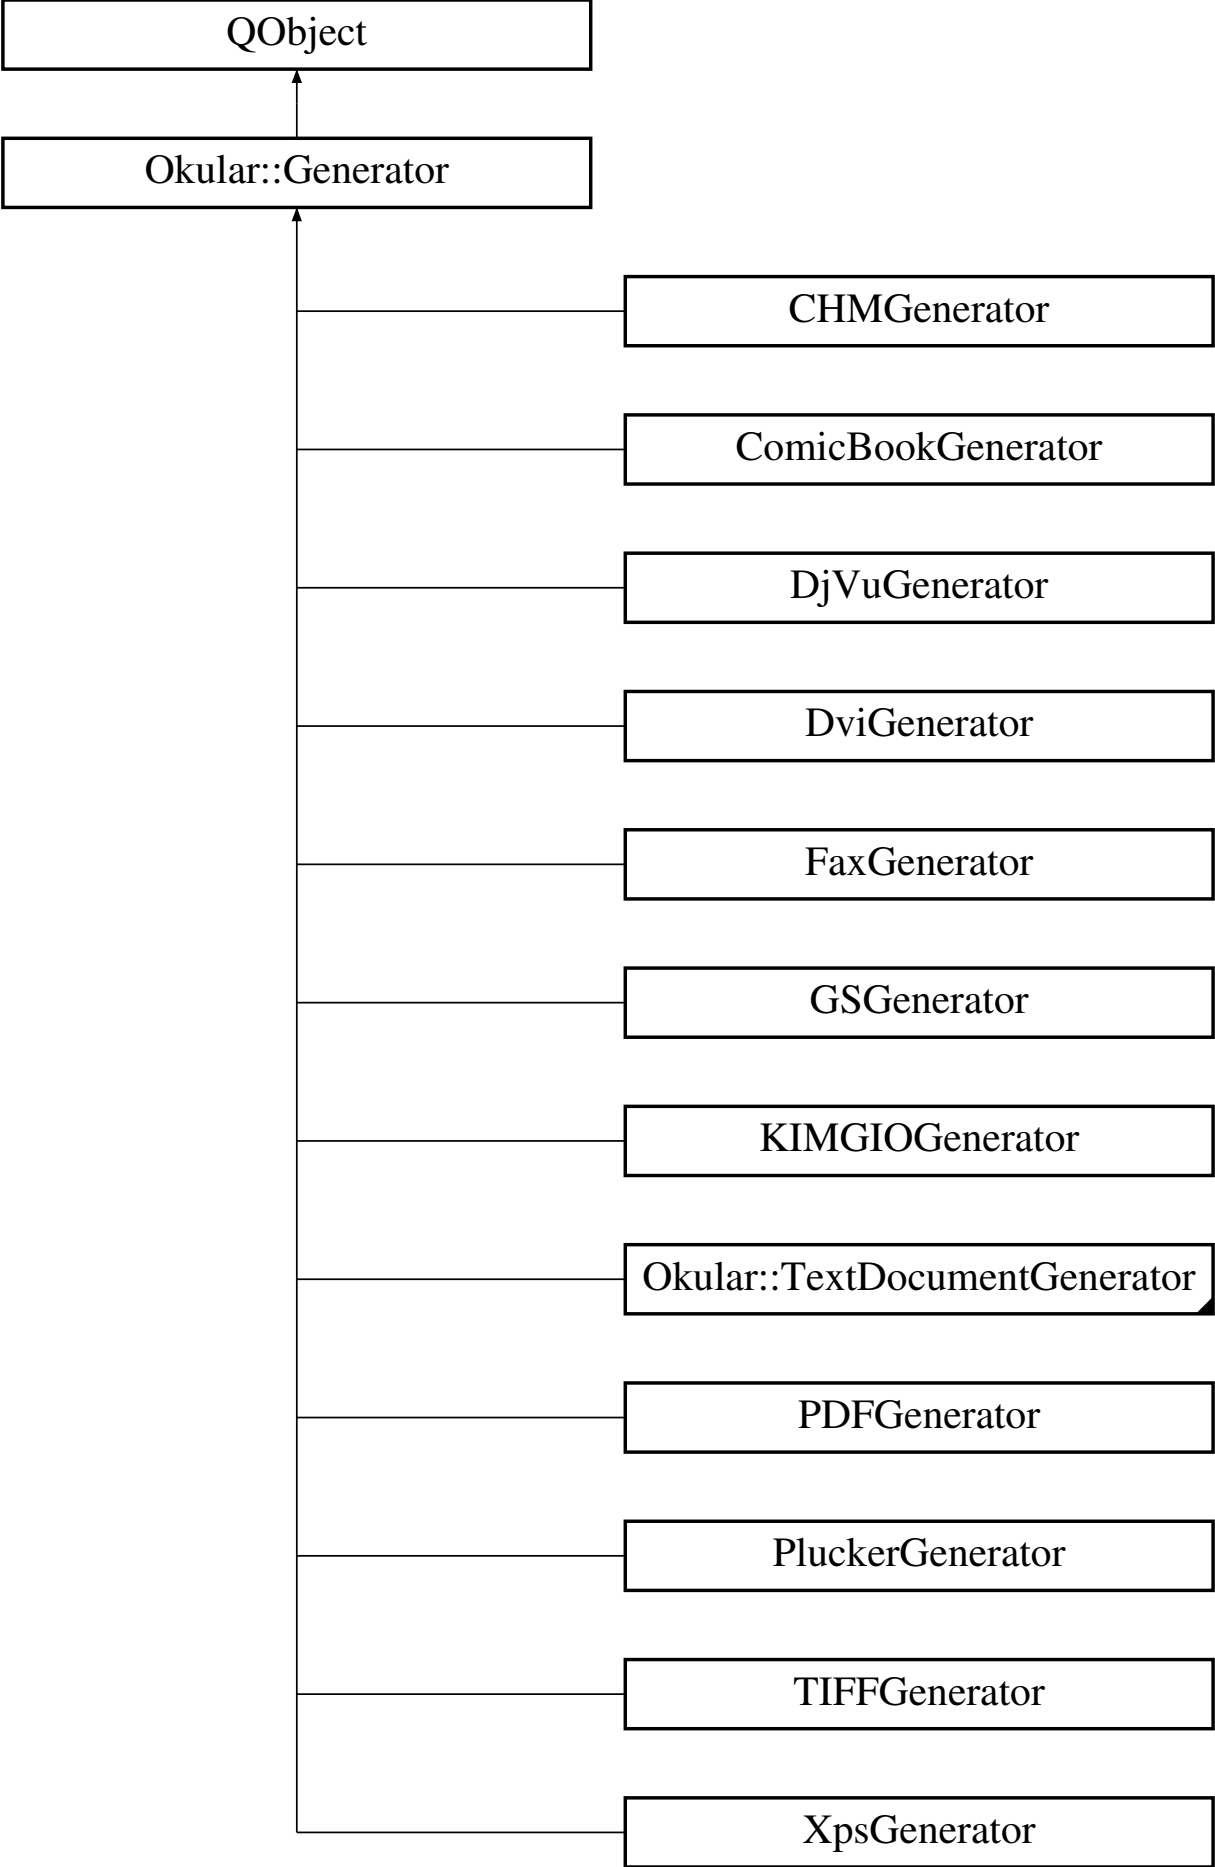 QObject
Okular::Generator
CHMGenerator
ComicBookGenerator
DjVuGenerator
DviGenerator
FaxGenerator
GSGenerator
KIMGIOGenerator
Okular::TextDocumentGenerator
PDFGenerator
PluckerGenerator
TIFFGenerator
XpsGenerator